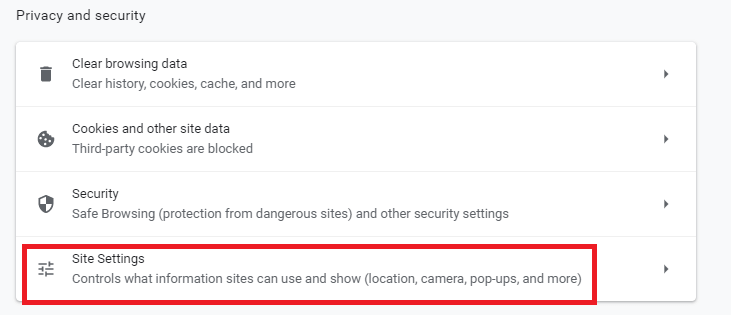 Privacy and security
Clear browsing data
Clear history, cookies, cache, and more
Cookies and other site data
Third-party cookies are blocked
Security
Safe Browsing (protection from dangerous sites) and other security settings
Site Settings
Controls what information sites can use and show (location, camera, pop-ups, and more)